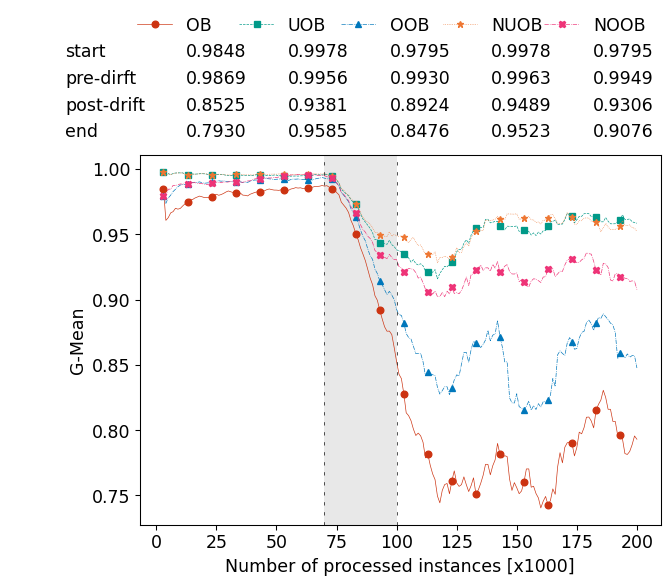 OB UOB OOB NUOB NOOB
start 0.9848 0.9978 0.9795 0.9978 0.9795
pre-dirft 0.9869 0.9956 0.9930 0.9963 0.9949
post-drift 0.8525 0.9381 0.8924 0.9489 0.9306
end 0.7930 0.9585 0.8476 0.9523 0.9076
1.00
0.95
0.90
0.85
0.80
0.75
G-Mean
0 25 50 75 100 125 150 175 200
Number of processed instances [x1000]